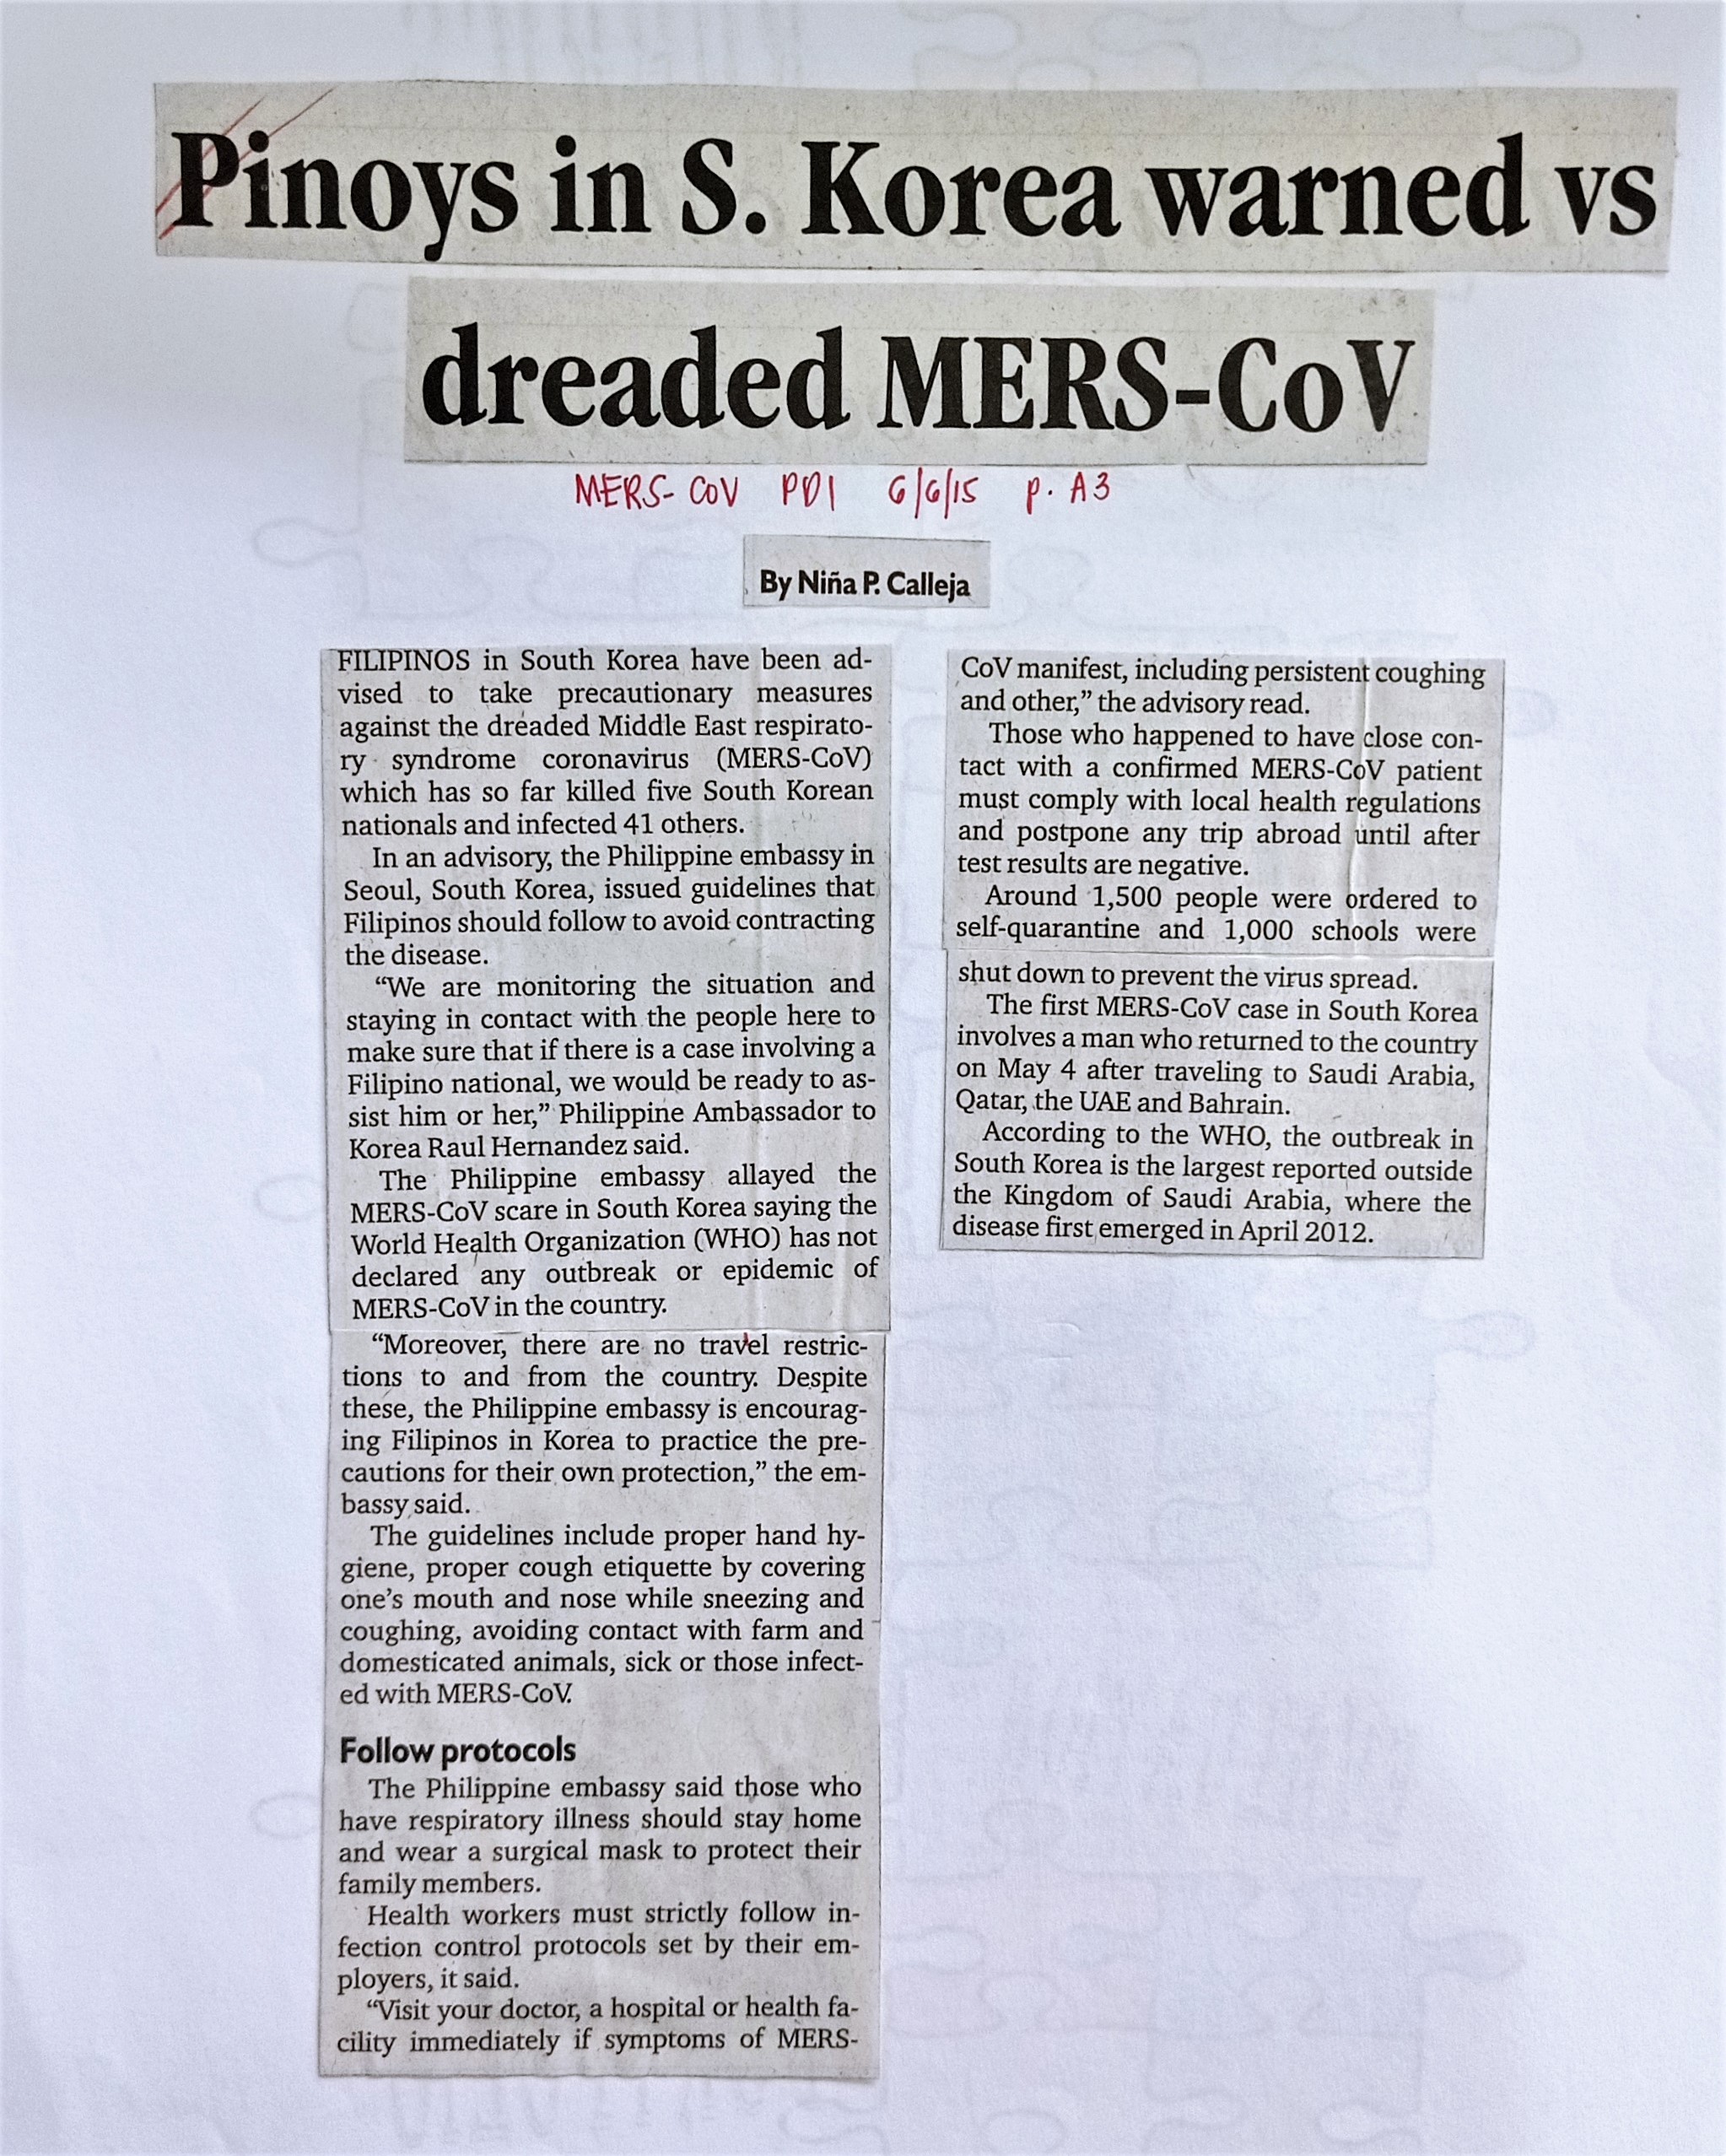 Pinoys in S. Korea warned vs
dreaded MERS-CoV
MERS-CoV PDI 6/6/15 p. A3
By Niña P. Calleja
FILIPINOS in South Korea have been ad-
vised to take precautionary measures
against the dreaded Middle East respirato-
ry syndrome coronavirus (MERS-CoV)
which has so far killed five South Korean
nationals and infected 41 others.
In an advisory, the Philippine embassy in
Seoul, South Korea, issued guidelines that
Filipinos should follow to avoid contracting
the disease.
“We are monitoring the situation and
staying in contact with the people here to
make sure that if there is a case involving a
Filipino national, we would be ready to as-
sist him or her,” Philippine Ambassador to
Korea Raul Hernandez said.
The Philippine embassy allayed the
MERS-CoV scare in South Korea saying the
World Health Organization (WHO) has not
declared any outbreak or epidemic of
MERS-CoV in the country.
“Moreover, there are no travel restric-
tions to and from the country. Despite
these, the Philippine embassy is encourag-
ing Filipinos in Korea to practice the pre-
cautions for their own protection,” the em-
bassy said.
The guidelines include proper hand hy-
giene, proper cough etiquette by covering
one’s mouth and nose while sneezing and
coughing, avoiding contact with farm and
domesticated animals, sick or those infect-
ed with MERS-CoV.
Follow protocols
The Philippine embassy said those who
have respiratory illness should stay home
and wear a surgical mask to protect their
family members.
Health workers must strictly follow in-
fection control protocols set by their em-
ployers, it said.
“Visit your doctor, a hospital or health fa-
cility immediately if symptoms of MERS-
CoV manifest, including persistent coughing
and other,” the advisory read.
Those who happened to have close con-
tact with a confirmed MERS-CoV patient
must comply with local health regulations
and postpone any trip abroad until after
test results are negative.
Around 1,500 people were ordered to
self-quarantine and 1,000 schools were
shut down to prevent the virus spread.
The first MERS-CoV case in South Korea
involves a man who returned to the country
on May 4 after traveling to Saudi Arabia,
Qatar, the UAE and Bahrain.
According to the WHO, the outbreak in
South Korea is the largest reported outside
the Kingdom of Saudi Arabia, where the
disease first emerged in April 2012.